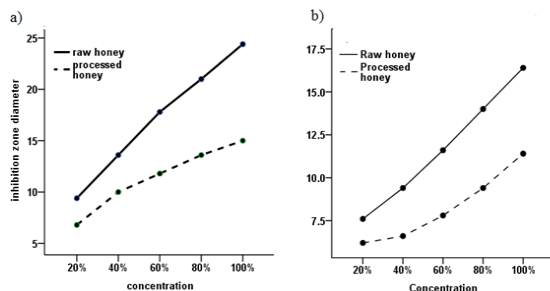 a)
25
20
15
10
5
inhibition zone diameter
raw honey
processed
honey
20% 40% 60% 80% 100%
concentration
b)
17.5
15.0
12.5
10.0
7.5
Raw honey
Processed
honey
20% 40% 60% 80% 100%
Concentration